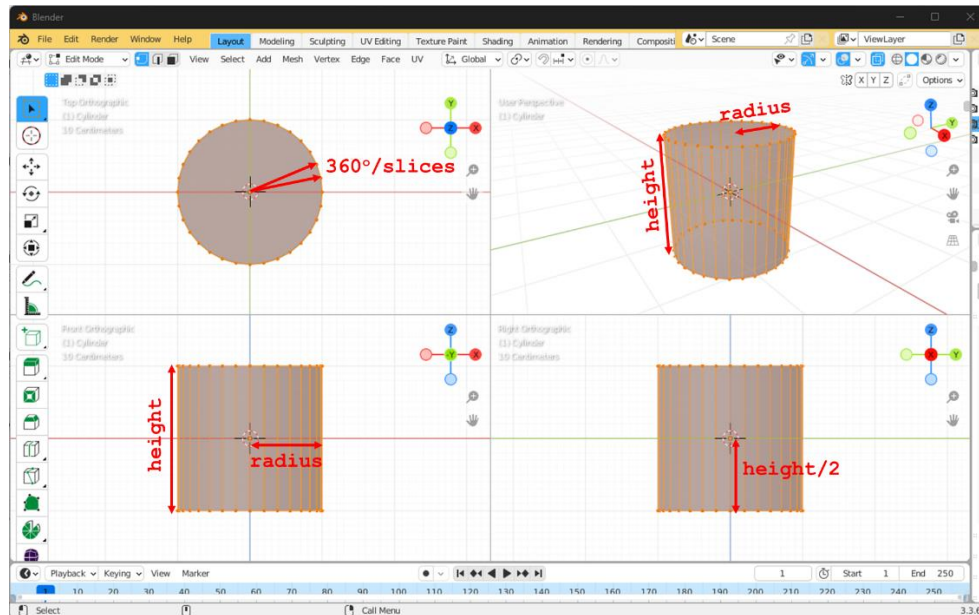 Blender
File Edit Render Window Help Layout Modeling Sculpting UV Editing Texture Paint Shading Animation Rendering Compositi Scene ViewLayer
Edit Mode View Select Add Mesh Vertex Edge Face UV Global
X Y Z Options
Top Orthographic
(1) Cylinder
10 Centimeters
Y
Z X
360°/slices
User Perspective
(1) Cylinder
Z
Y
X
radius
height
Front Orthographic
(1) Cylinder
10 Centimeters
Z
Y X
height
radius
Right Orthographic
(1) Cylinder
10 Centimeters
Z
X Y
height/2
Playback Keying View Marker 1 Start 1 End 250
1 10 20 30 40 50 60 70 80 90 100 110 120 130 140 150 160 170 180 190 200 210 220 230 240 250
Select Call Menu 3.3